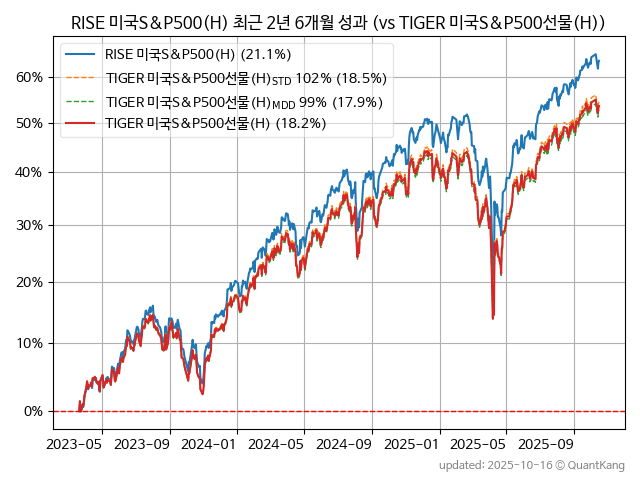 RISE 미국S&P500(H) 최근 2년 6개월 성과 (vs TIGER 미국S&P500선물(H))
RISE 미국S&P500(H) (21.1%)
TIGER 미국S&P500선물(H)STD 102% (18.5%)
TIGER 미국S&P500선물(H)MDD 99% (17.9%)
TIGER 미국S&P500선물(H) (18.2%)
60%
50%
40%
30%
20%
10%
0%
2023-05 2023-09 2024-01 2024-05 2024-09 2025-01 2025-05 2025-09
updated: 2025-10-16 © QuantKang